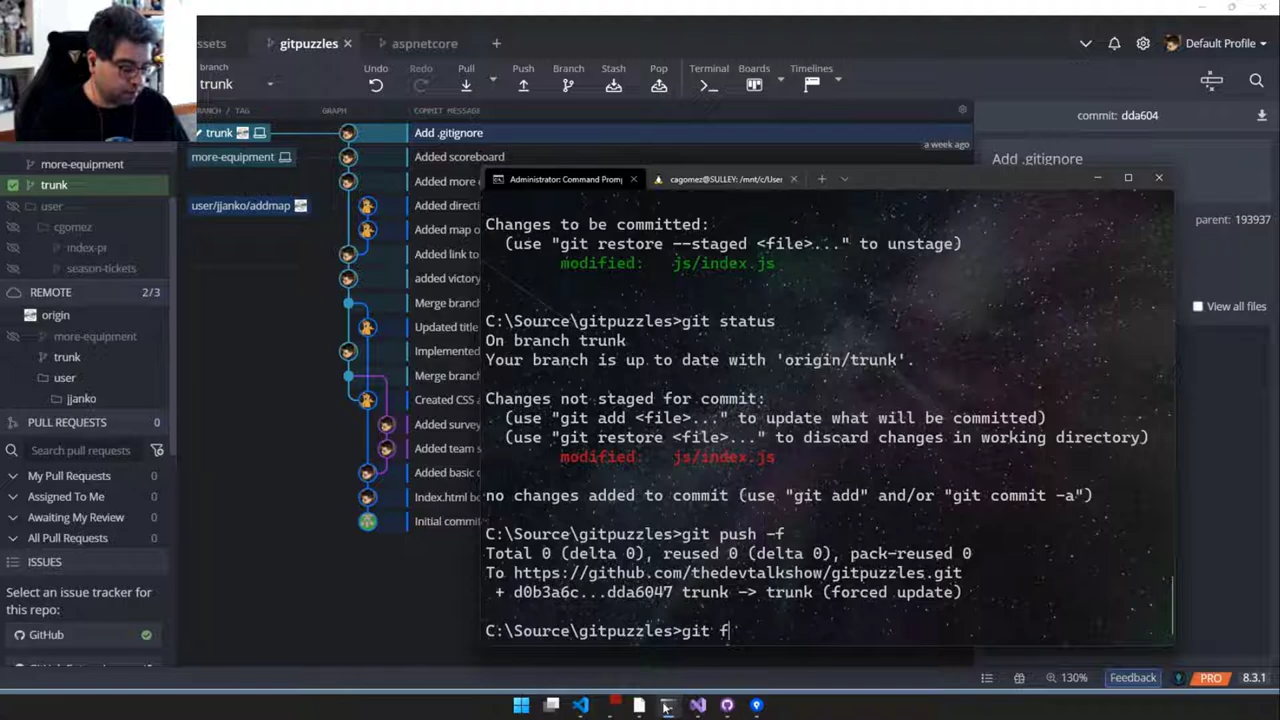 ssets
gitpuzzles
aspnetcore
Default Profile
branch
trunk
Undo
Redo
Pull
Push
Branch
Stash
Pop
Terminal
Boards
Timelines
BRANCH / TAG
GRAPH
COMMIT MESSAGE
commit: dda604
trunk
Add .gitignore
a week ago
Add .gitignore
more-equipment
more-equipment
Added scoreboard
trunk
Added more
user
user/jjanko/addmap
Added directi
parent: 193937
cgomez
Added map o
index-pr
Added link to
season-tickets
added victory
REMOTE 2/3
Merge branch
View all files
origin
Updated title
more-equipment
Implemented
trunk
Merge branch
user
Created CSS
jjanko
Added survey
PULL REQUESTS 0
Added team s
Search pull requests
Added basic
My Pull Requests 0
Index.html
Assigned To Me 0
Initial commit
Awaiting My Review 0
All Pull Requests 0
ISSUES
Select an issue tracker for
this repo:
GitHub
Administrator: Command Promp
cagomez@SULLEY: /mnt/c/User
Changes to be committed:
(use "git restore --staged <file>..." to unstage)
modified: js/index.js
C:\Source\gitpuzzles>git status
On branch trunk
Your branch is up to date with 'origin/trunk'.
Changes not staged for commit:
(use "git add <file>..." to update what will be committed)
(use "git restore <file>..." to discard changes in working directory)
modified: js/index.js
no changes added to commit (use "git add" and/or "git commit -a")
C:\Source\gitpuzzles>git push -f
Total 0 (delta 0), reused 0 (delta 0), pack-reused 0
To https://github.com/thedevtalkshow/gitpuzzles.git
+ d0b3a6c...dda6047 trunk -> trunk (forced update)
C:\Source\gitpuzzles>git f
130%
Feedback
PRO
8.3.1